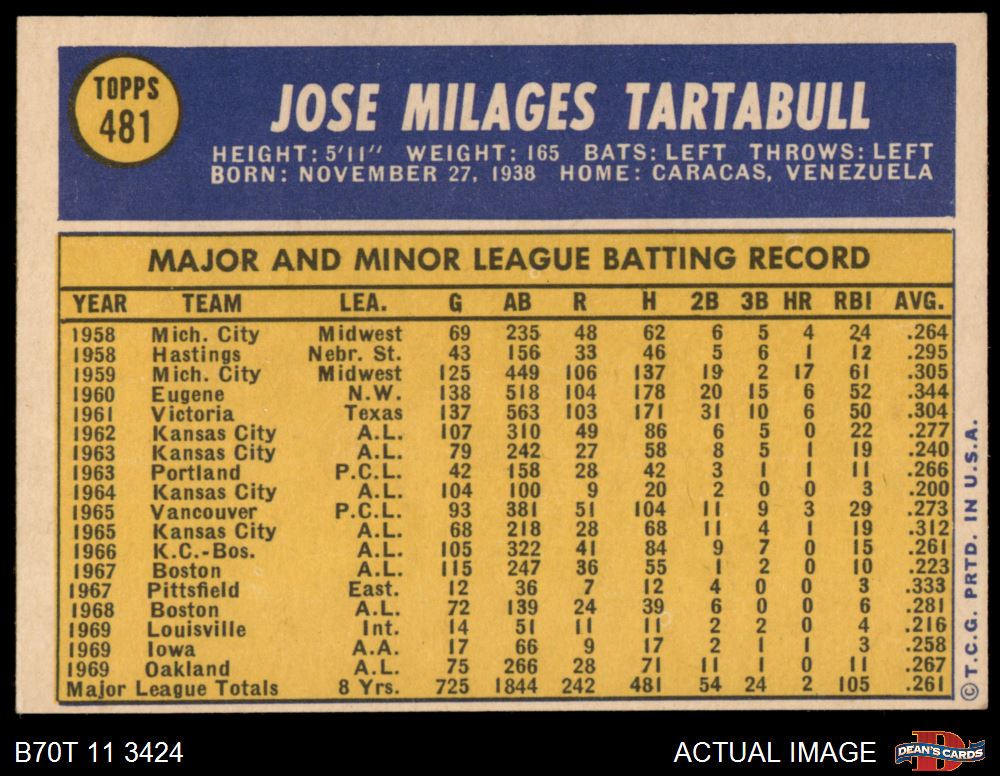 TOPPS
481
JOSE MILAGES TARTABULL
HEIGHT: 5'11" WEIGHT: 165 BATS: LEFT THROWS: LEFT
BORN: NOVEMBER 27, 1938 HOME: CARACAS, VENEZUELA
MAJOR AND MINOR LEAGUE BATTING RECORD
YEAR TEAM LEA. G AB R H 2B 3B HR RBI AVG.
1958 Mich. City Midwest 69 235 48 62 6 5 4 24 .264
1958 Hastings Nebr. St. 43 156 33 46 5 6 1 12 .295
1959 Mich. City Midwest 125 449 106 137 19 2 17 61 .305
1960 Eugene N.W. 138 518 104 178 20 15 6 52 .344
1961 Victoria Texas 137 563 103 171 31 10 6 50 .304
1962 Kansas City A.L. 107 310 49 86 6 5 0 22 .277
1963 Kansas City A.L. 79 242 27 58 8 5 1 19 .240
1963 Portland P.C.L. 42 158 28 42 3 1 1 11 .266
1964 Kansas City A.L. 104 100 9 20 2 0 0 3 .200
1965 Vancouver P.C.L. 93 381 51 104 11 9 3 29 .273
1965 Kansas City A.L. 68 218 28 68 11 4 1 19 .312
1966 K.C.-Bos. A.L. 105 322 41 84 9 7 0 15 .261
1967 Boston A.L. 115 247 36 55 1 2 0 10 .223
1967 Pittsfield East. 12 36 7 12 4 0 0 3 .333
1968 Boston A.L. 72 139 24 39 6 0 0 6 .281
1969 Louisville Int. 14 51 11 11 2 2 0 4 .216
1969 Iowa A.A. 17 66 9 17 2 1 1 3 .258
1969 Oakland A.L. 75 266 28 71 11 1 0 11 .267
Major League Totals 8 Yrs. 725 1844 242 481 54 24 2 105 .261
© T.C.G. PRTD. IN U.S.A.
B70T 11 3424
ACTUAL IMAGE
D
DEAN'S CARDS